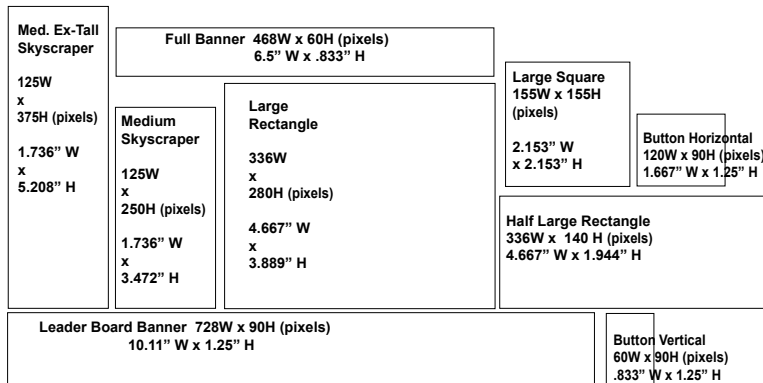 Med. Ex-Tall
Skyscraper
125W
x
375H (pixels)
1.736” W
x
5.208” H
Full Banner 468W x 60H (pixels)
6.5” W x .833” H
Medium
Skyscraper
125W
x
250H (pixels)
1.736” W
x
3.472” H
Large
Rectangle
336W
x
280H (pixels)
4.667” W
x
3.889” H
Large Square
155W x 155H
(pixels)
2.153” W
x 2.153” H
Button Horizontal
120W x 90H (pixels)
1.667” W x 1.25” H
Half Large Rectangle
336W x 140 H (pixels)
4.667” W x 1.944” H
Leader Board Banner 728W x 90H (pixels)
10.11” W x 1.25” H
Button Vertical
60W x 90H (pixels)
.833” W x 1.25” H